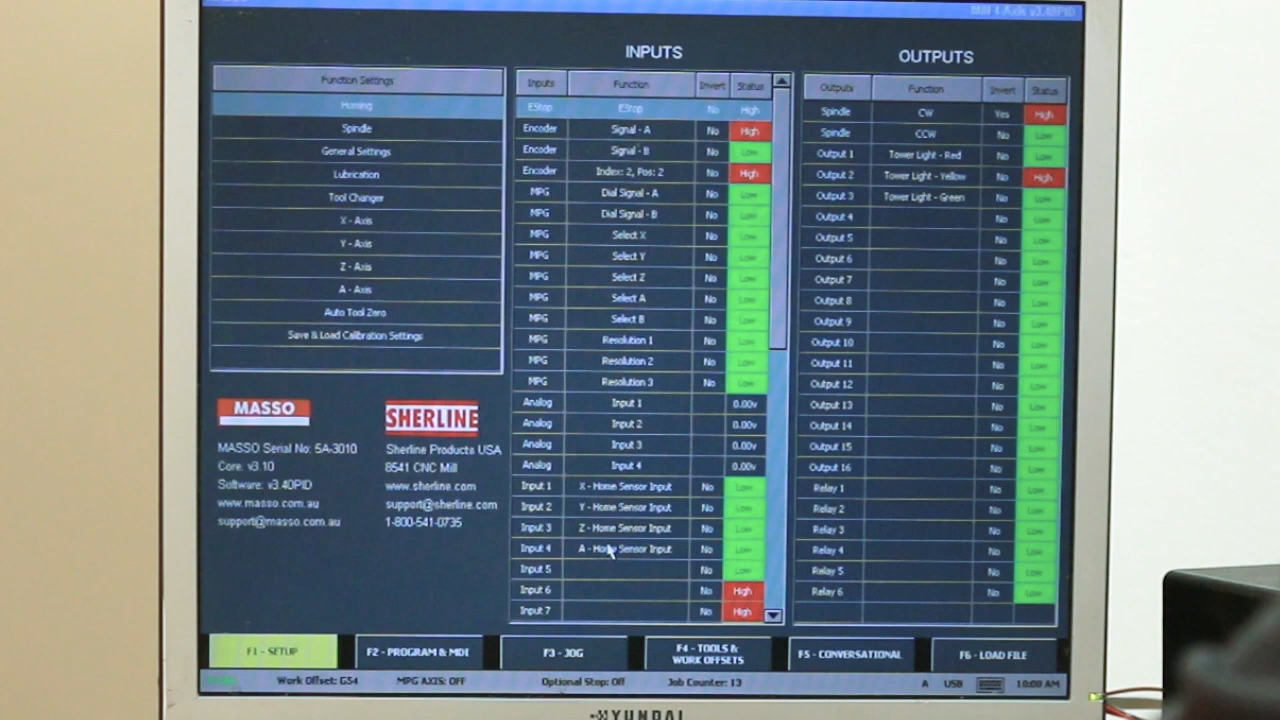 INPUTS
OUTPUTS
Function Settings
Homing
Spindle
General Settings
Lubrication
Tool Changer
X - Axis
Y - Axis
Z - Axis
A - Axis
Auto Tool Zero
Save & Load Calibration Settings
MASSO
MASSO Serial No: 5A-3010
Core. v3.10
Software: v3.40PID
www.masso.com.au
support@masso.com.au
SHERLINE
Sherline Products USA
8541 CNC Mill
www.sherline.com
support@sherline.com
1-800-541-0735
Inputs Function Invert Status
EStop EStop No High
Encoder Signal - A No High
Encoder Signal - B No Low
Encoder Index: 2, Pos: 2 No High
MPG Dial Signal - A No Low
MPG Dial Signal - B No Low
MPG Select X No Low
MPG Select Y No Low
MPG Select Z No Low
MPG Select A No Low
MPG Select B No Low
MPG Resolution 1 No Low
MPG Resolution 2 No Low
MPG Resolution 3 No Low
Analog Input 1 0.00v
Analog Input 2 0.00v
Analog Input 3 0.00v
Analog Input 4 0.00v
Input 1 X - Home Sensor Input No Low
Input 2 Y - Home Sensor Input No Low
Input 3 Z - Home Sensor Input No Low
Input 4 A - Home Sensor Input No Low
Input 5 No Low
Input 6 No High
Input 7 No High
Outputs Function Invert Status
Spindle CW Yes High
Spindle CCW No Low
Output 1 Tower Light - Red No Low
Output 2 Tower Light - Yellow No High
Output 3 Tower Light - Green No Low
Output 4 No Low
Output 5 No Low
Output 6 No Low
Output 7 No Low
Output 8 No Low
Output 9 No Low
Output 10 No Low
Output 11 No Low
Output 12 No Low
Output 13 No Low
Output 14 No Low
Output 15 No Low
Output 16 No Low
Relay 1 No Low
Relay 2 No Low
Relay 3 No Low
Relay 4 No Low
Relay 5 No Low
Relay 6 No Low
F1 - SETUP
F2 - PROGRAM & MDI
F3 - JOG
F4 - TOOLS &
WORK OFFSETS
F5 - CONVERSATIONAL
F6 - LOAD FILE
Work Offset: G54 MPG AXIS: OFF Optional Stop: Off Job Counter: 13 A USB 10:00 AM
HYUNDAI